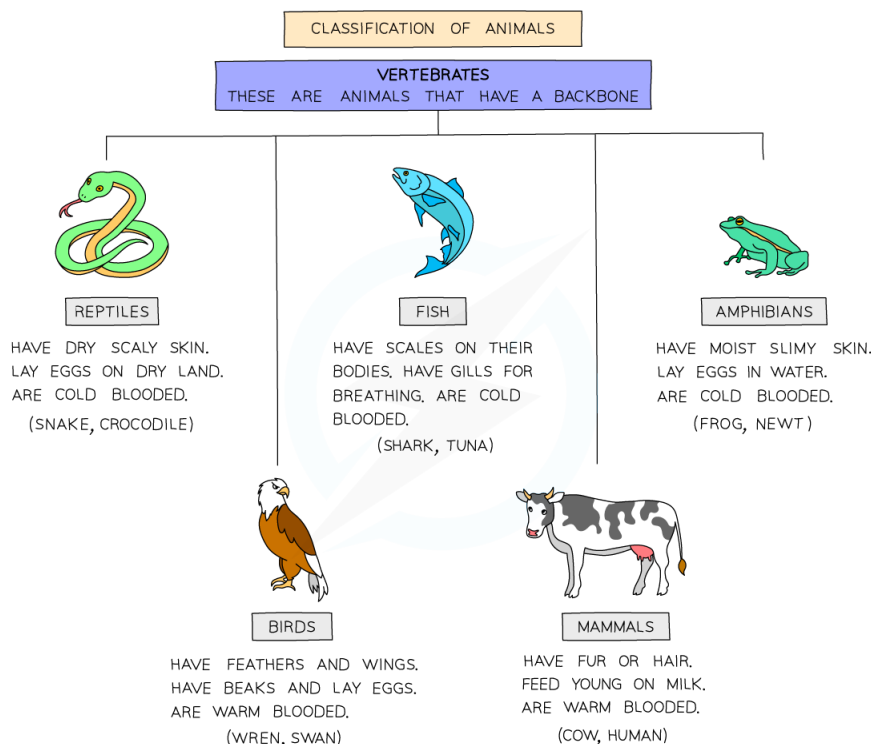 CLASSIFICATION OF ANIMALS
VERTEBRATES
THESE ARE ANIMALS THAT HAVE A BACKBONE
REPTILES
HAVE DRY SCALY SKIN.
LAY EGGS ON DRY LAND.
ARE COLD BLOODED.
(SNAKE, CROCODILE)
FISH
HAVE SCALES ON THEIR
BODIES. HAVE GILLS FOR
BREATHING. ARE COLD
BLOODED.
(SHARK, TUNA)
AMPHIBIANS
HAVE MOIST SLIMY SKIN.
LAY EGGS IN WATER.
ARE COLD BLOODED.
(FROG, NEWT)
BIRDS
HAVE FEATHERS AND WINGS.
HAVE BEAKS AND LAY EGGS.
ARE WARM BLOODED.
(WREN, SWAN)
MAMMALS
HAVE FUR OR HAIR.
FEED YOUNG ON MILK.
ARE WARM BLOODED.
(COW, HUMAN)